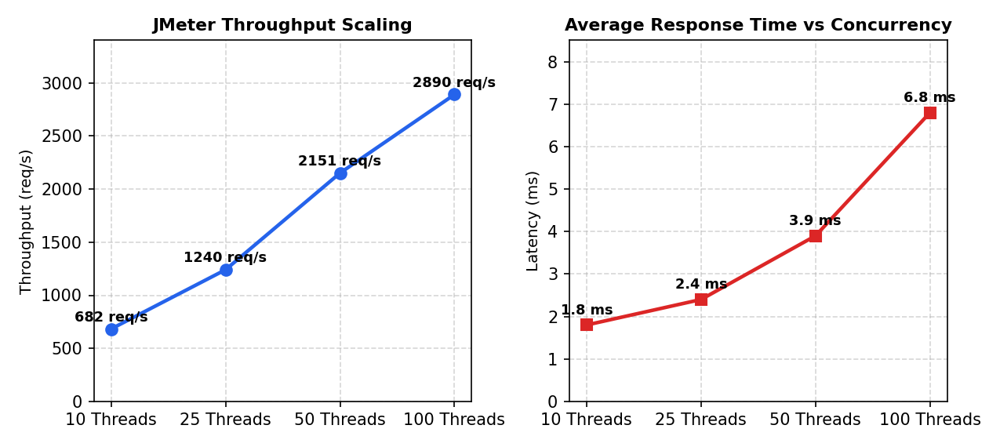 JMeter Throughput Scaling
Throughput (req/s)
3000
2500
2000
1500
1000
500
0
682 req/s
1240 req/s
2151 req/s
2890 req/s
10 Threads
25 Threads
50 Threads
100 Threads
Average Response Time vs Concurrency
Latency (ms)
8
7
6
5
4
3
2
1
0
1.8 ms
2.4 ms
3.9 ms
6.8 ms
10 Threads
25 Threads
50 Threads
100 Threads